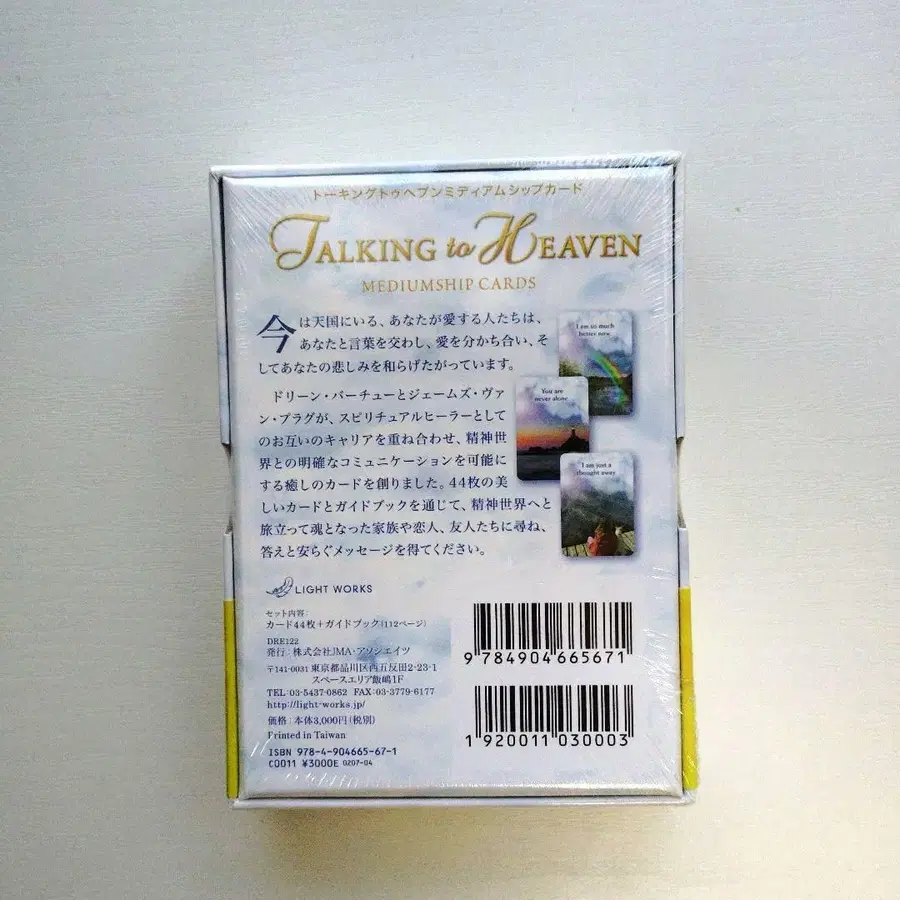 トーキングトゥヘブンミディアムシップカード
TALKING to HEAVEN
MEDIUMSHIP CARDS
今は天国にいる、あなたが愛する人たちは、
あなたと言葉を交わし、愛を分かち合い、そ
してあなたの悲しみを和らげたがっています。
I am so much
better now.
ドリーン・バーチューとジェームズ・ヴァ
ン・プラグが、スピリチュアルヒーラーとして
のお互いのキャリアを重ね合わせ、精神世
界との明確なコミュニケーションを可能に
する癒しのカードを創りました。44枚の美
しいカードとガイドブックを通じて、精神世界へと
旅立って魂となった家族や恋人、友人たちに尋ね、
答えと安らぐメッセージを得てください。
You are
never alone.
I am just a
thought away.
LIGHT WORKS
セット内容:
カード44枚+ガイドブック(112ページ)
DRE122
発行:株式会社JMA・アソシエイツ
〒141-0031 東京都品川区西五反田2-23-1
スペースエリア飯嶋1F
TEL:03-5437-0862 FAX:03-3779-6177
http://light-works.jp/
価格:本体3,000円(税別)
Printed in Taiwan
ISBN 978-4-904665-67-1
C0011 ¥3000E 0207-04
9 784904 665671
1 920011 030003